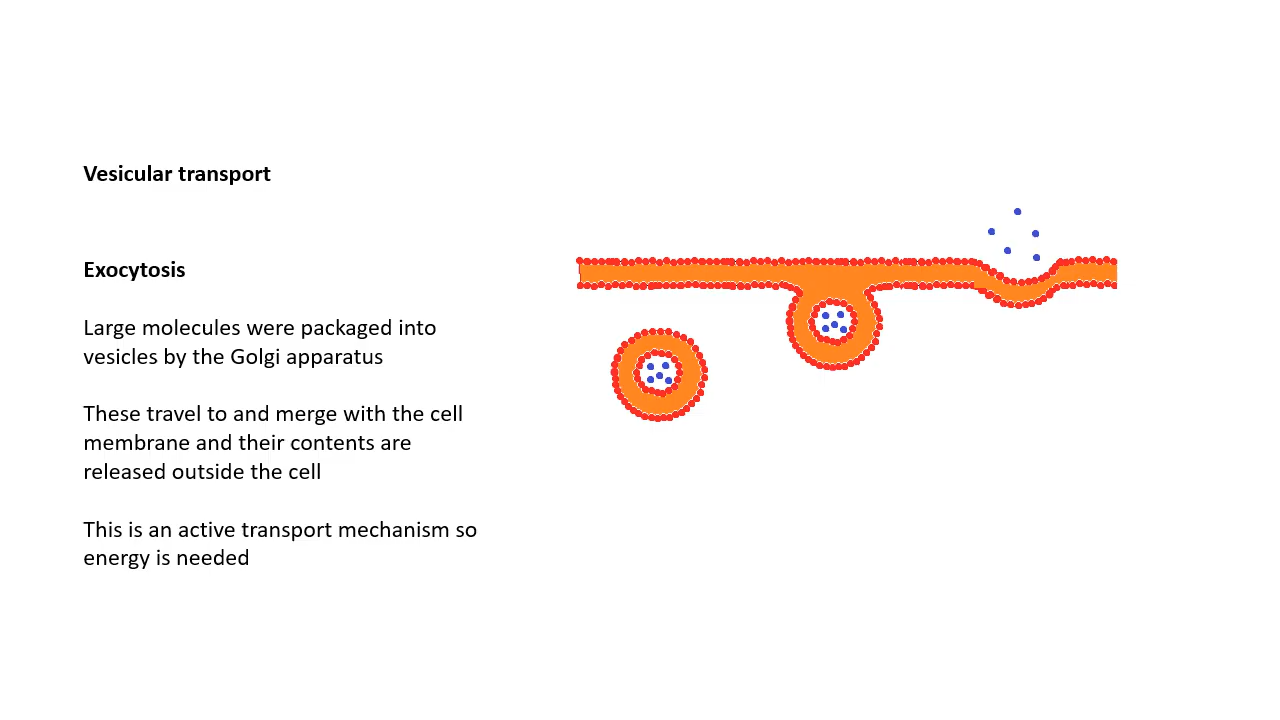 Vesicular transport
Exocytosis
Large molecules were packaged into
vesicles by the Golgi apparatus
These travel to and merge with the cell
membrane and their contents are
released outside the cell
This is an active transport mechanism so
energy is needed